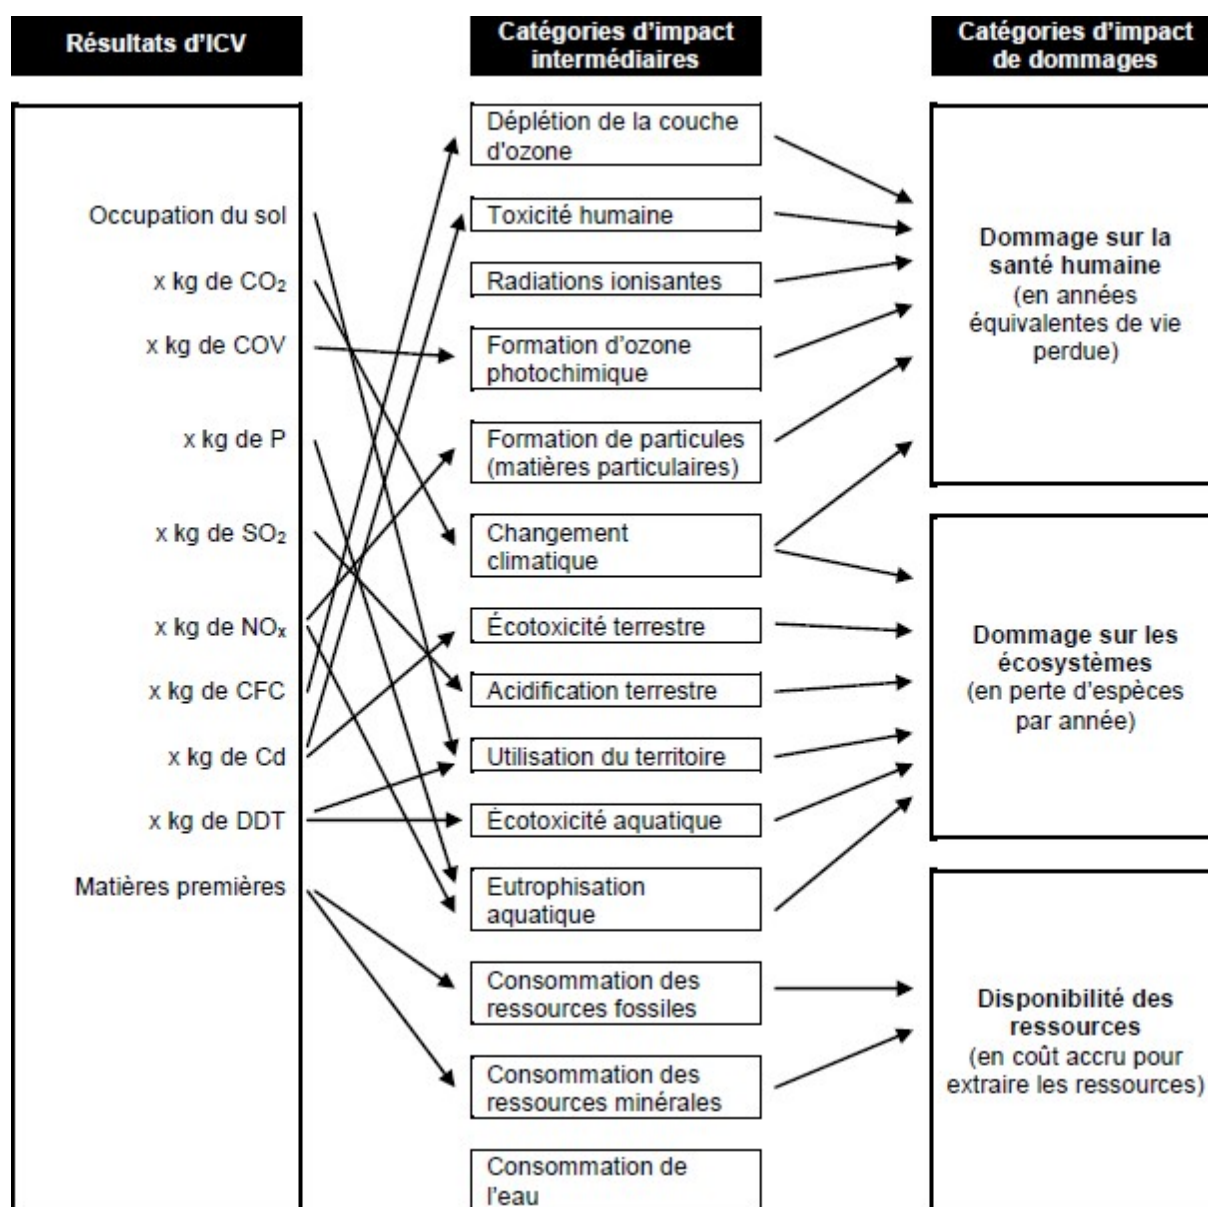 Résultats d'ICV
Catégories d'impact
intermédiaires
Catégories d'impact
de dommages
Occupation du sol
x kg de CO₂
x kg de COV
x kg de P
x kg de SO₂
x kg de NOₓ
x kg de CFC
x kg de Cd
x kg de DDT
Matières premières
Déplétion de la couche
d'ozone
Toxicité humaine
Radiations ionisantes
Formation d'ozone
photochimique
Formation de particules
(matières particulaires)
Changement
climatique
Écotoxicité terrestre
Acidification terrestre
Utilisation du territoire
Écotoxicité aquatique
Eutrophisation
aquatique
Consommation des
ressources fossiles
Consommation des
ressources minérales
Consommation de
l'eau
Dommage sur la
santé humaine
(en années
équivalentes de vie
perdue)
Dommage sur les
écosystèmes
(en perte d'espèces
par année)
Disponibilité des
ressources
(en coût accru pour
extraire les ressources)